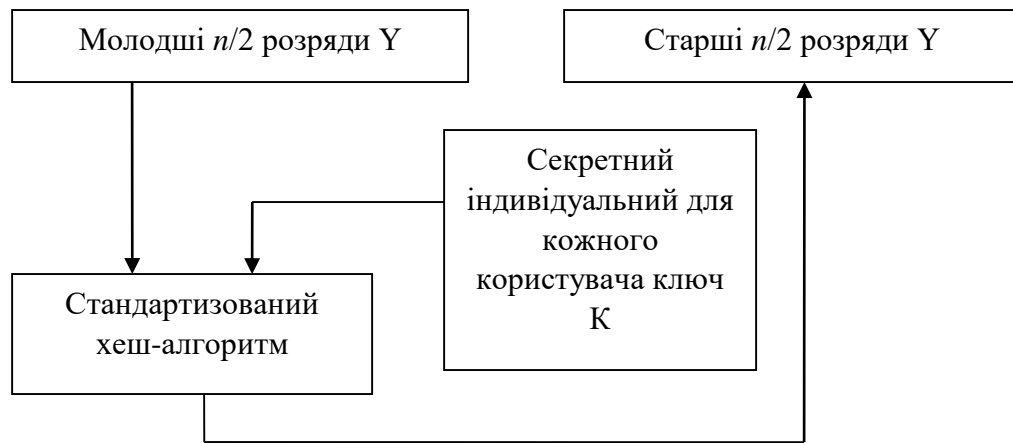 Молодші n/2 розряди Y
Старші n/2 розряди Y
Секретний
індивідуальний для
кожного
користувача ключ
К
Стандартизований
хеш-алгоритм